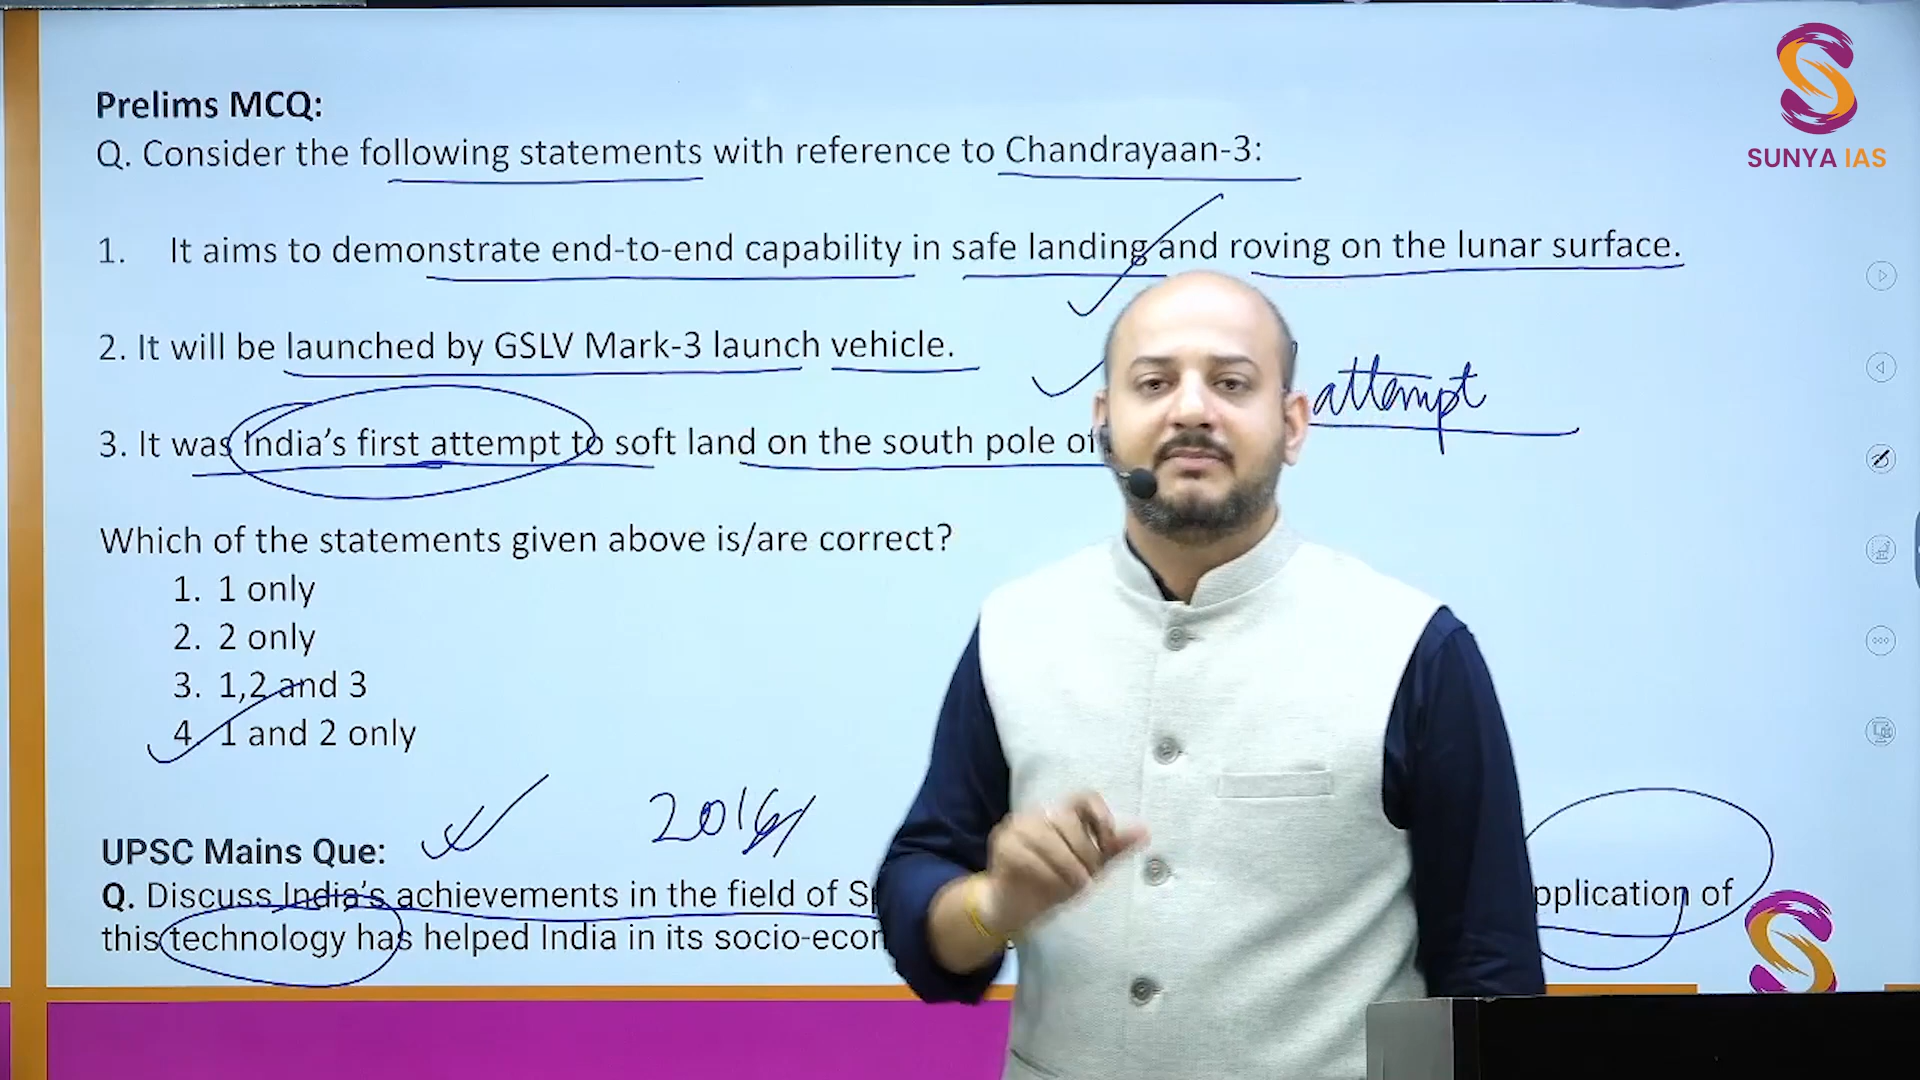 Prelims MCQ:
SUNYA IAS
Q. Consider the following statements with reference to Chandrayaan-3:
1. It aims to demonstrate end-to-end capability in safe landing and roving on the lunar surface.
2. It will be launched by GSLV Mark-3 launch vehicle.
attempt
3. It was India's first attempt to soft land on the south pole of
Which of the statements given above is/are correct?
1. 1 only
2. 2 only
3. 1,2 and 3
4. 1 and 2 only
2016
UPSC Mains Que:
Q. Discuss India's achievements in the field of
this technology has helped India in its
application of